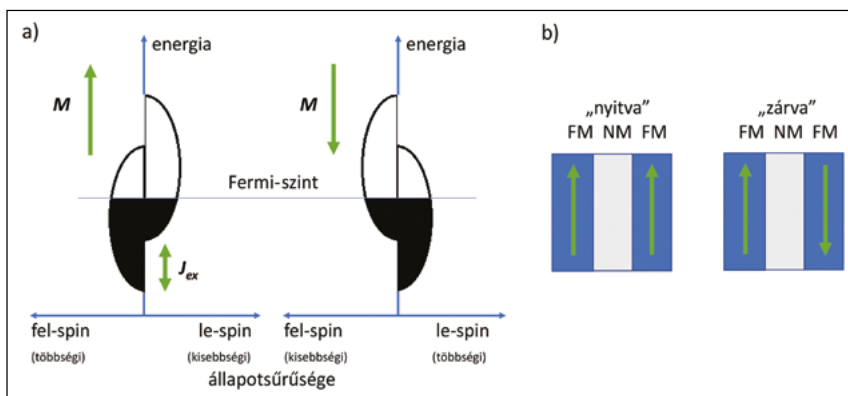 a)
energia
M
energia
M
Fermi-szint
J_ex
fel-spin
(többségi)
le-spin
(kisebbségi)
fel-spin
(kisebbségi)
le-spin
(többségi)
állapotsűrűsége
b)
„nyitva”
FM NM FM
„zárva”
FM NM FM